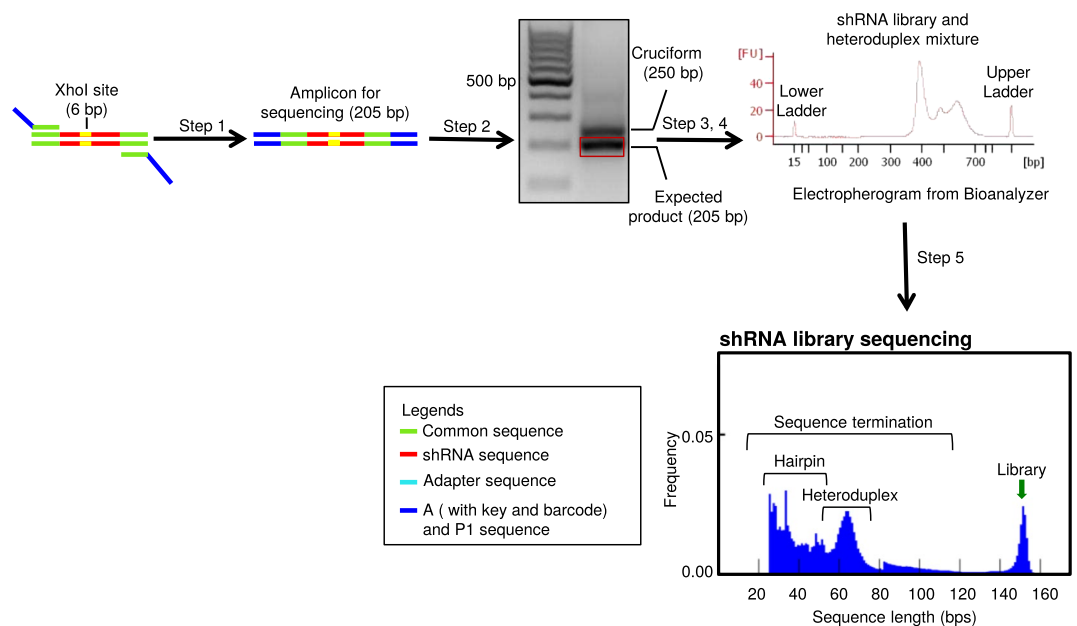 shRNA library and
heteroduplex mixture
XhoI site
(6 bp)
Step 1
Amplicon for
sequencing (205 bp)
Step 2
500 bp
Cruciform
(250 bp)
Step 3, 4
Expected
product (205 bp)
[FU]
40
20
0
Lower
Ladder
Upper
Ladder
15 100 200 400 700 [bp]
Electropherogram from Bioanalyzer
Step 5
Legends
Common sequence
shRNA sequence
Adapter sequence
A ( with key and barcode)
and P1 sequence
shRNA library sequencing
Sequence termination
Hairpin
Heteroduplex
Library
Frequency
0.05
0.00
20 40 60 80 100 120 140 160
Sequence length (bps)